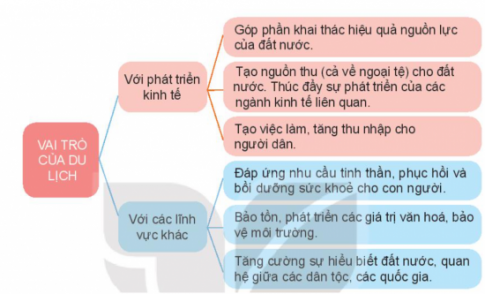 VAI TRÒ
CỦA DU
LỊCH
Với phát triển
kinh tế
Góp phần khai thác hiệu quả nguồn lực
của đất nước.
Tạo nguồn thu (cả về ngoại tệ) cho đất
nước. Thúc đẩy sự phát triển của các
ngành kinh tế liên quan.
Tạo việc làm, tăng thu nhập cho
người dân.
Với các lĩnh
vực khác
Đáp ứng nhu cầu tinh thần, phục hồi và
bồi dưỡng sức khoẻ cho con người.
Bảo tồn, phát triển các giá trị văn hoá, bảo
vệ môi trường.
Tăng cường sự hiểu biết đất nước, quan
hệ giữa các dân tộc, các quốc gia.